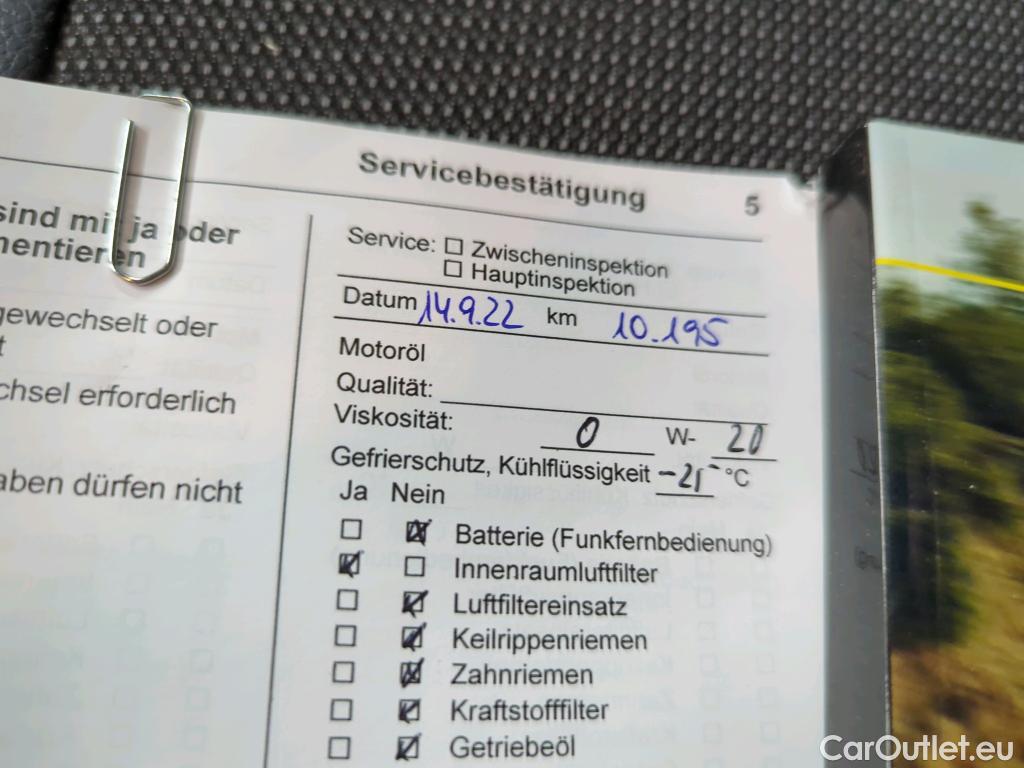 Servicebestätigung 5
sind mit ja oder
mentieren
gewechselt oder
t
chsel erforderlich
aben dürfen nicht
Service: ☐ Zwischeninspektion
☐ Hauptinspektion
Datum 14.9.22 km 10.195
Motoröl
Qualität:
Viskosität: 0 W- 20
Gefrierschutz, Kühlflüssigkeit -25 °C
Ja Nein
☐ ☒ Batterie (Funkfernbedienung)
☒ ☐ Innenraumluftfilter
☐ ☒ Luftfiltereinsatz
☐ ☒ Keilrippenriemen
☐ ☒ Zahnriemen
☐ ☒ Kraftstofffilter
☐ ☒ Getriebeöl
CarOutlet.eu